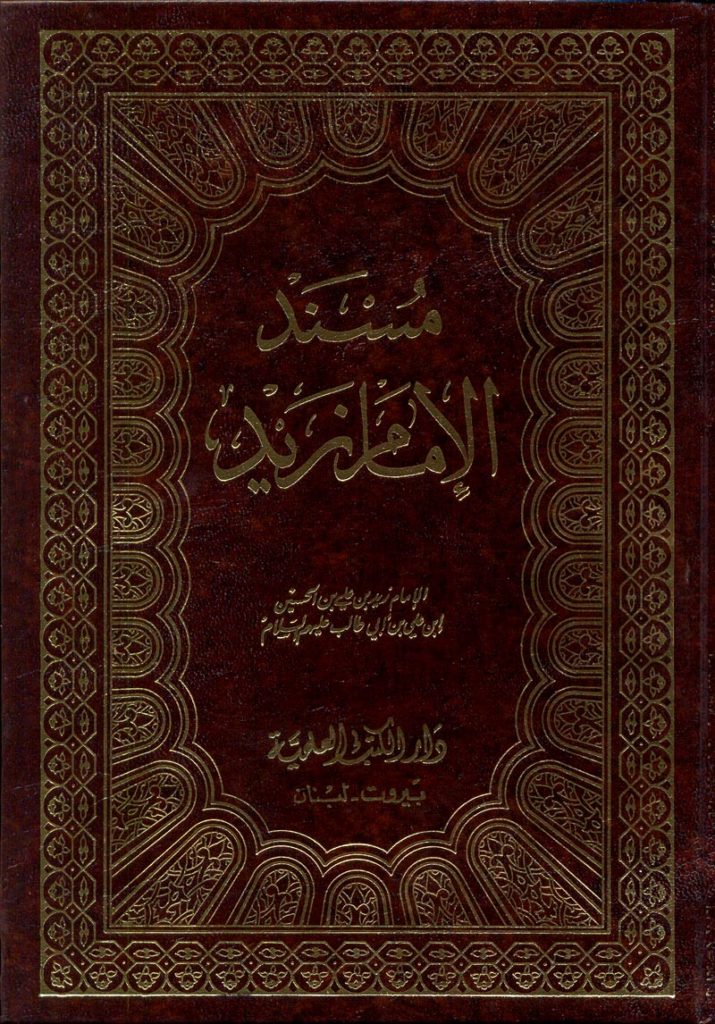 مُسْنَد
الإمام زيد
الإمام زيد بن علي بن الحسين
ابن علي بن أبي طالب عليهم السلام
دار الكتب العلمية
بيروت - لبنان